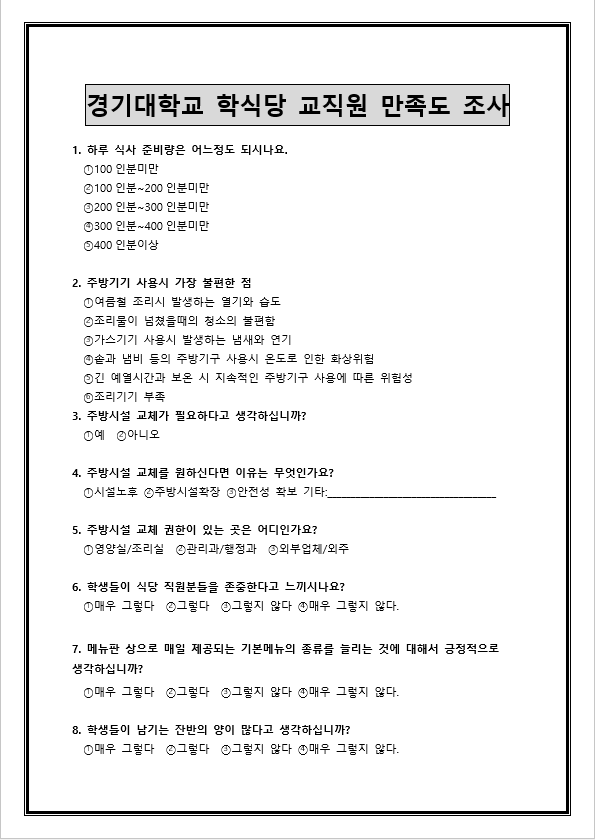 경기대학교 학식당 교직원 만족도 조사
1. 하루 식사 준비량은 어느정도 되시나요.
①100 인분미만
②100 인분~200 인분미만
③200 인분~300 인분미만
④300 인분~400 인분미만
⑤400 인분이상
2. 주방기기 사용시 가장 불편한 점
①여름철 조리시 발생하는 열기와 습도
②조리물이 넘쳤을때의 청소의 불편함
③가스기기 사용시 발생하는 냄새와 연기
④솥과 냄비 등의 주방기구 사용시 온도로 인한 화상위험
⑤긴 예열시간과 보온 시 지속적인 주방기구 사용에 따른 위험성
⑥조리기기 부족
3. 주방시설 교체가 필요하다고 생각하십니까?
①예 ②아니오
4. 주방시설 교체를 원하신다면 이유는 무엇인가요?
①시설노후 ②주방시설확장 ③안전성 확보 기타:______________________________
5. 주방시설 교체 권한이 있는 곳은 어디인가요?
①영양실/조리실 ②관리과/행정과 ③외부업체/외주
6. 학생들이 식당 직원분들을 존중한다고 느끼시나요?
①매우 그렇다 ②그렇다 ③그렇지 않다 ④매우 그렇지 않다.
7. 메뉴판 상으로 매일 제공되는 기본메뉴의 종류를 늘리는 것에 대해서 긍정적으로
생각하십니까?
①매우 그렇다 ②그렇다 ③그렇지 않다 ④매우 그렇지 않다.
8. 학생들이 남기는 잔반의 양이 많다고 생각하십니까?
①매우 그렇다 ②그렇다 ③그렇지 않다 ④매우 그렇지 않다.